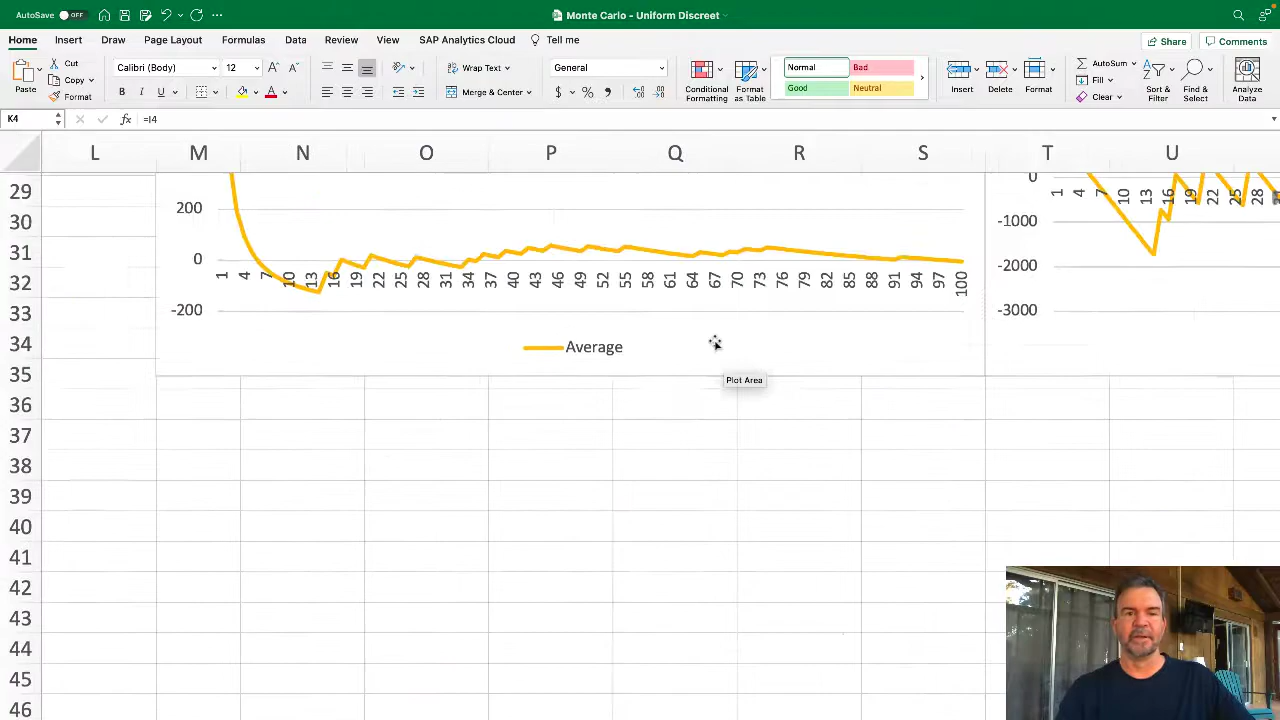 AutoSave OFF Monte Carlo - Uniform Discreet
Home Insert Draw Page Layout Formulas Data Review View SAP Analytics Cloud Tell me Share Comments
Paste Cut Copy Format Calibri (Body) 12 A A B I U A Wrap Text Merge & Center General $ % Conditional Formatting Format as Table Normal Bad Good Neutral Insert Delete Format AutoSum Fill Clear Sort & Filter Find & Select Analyze Data
K4 fx =I4
L M N O P Q R S T U
29
30
31
32
33
34
35
36
37
38
39
40
41
42
43
44
45
46
200
0
-200
1 4 7 10 13 16 19 22 25 28 31 34 37 40 43 46 49 52 55 58 61 64 67 70 73 76 79 82 85 88 91 94 97 100
Average
Plot Area
0
-1000
-2000
-3000
1 4 7 10 13 16 19 22 25 28